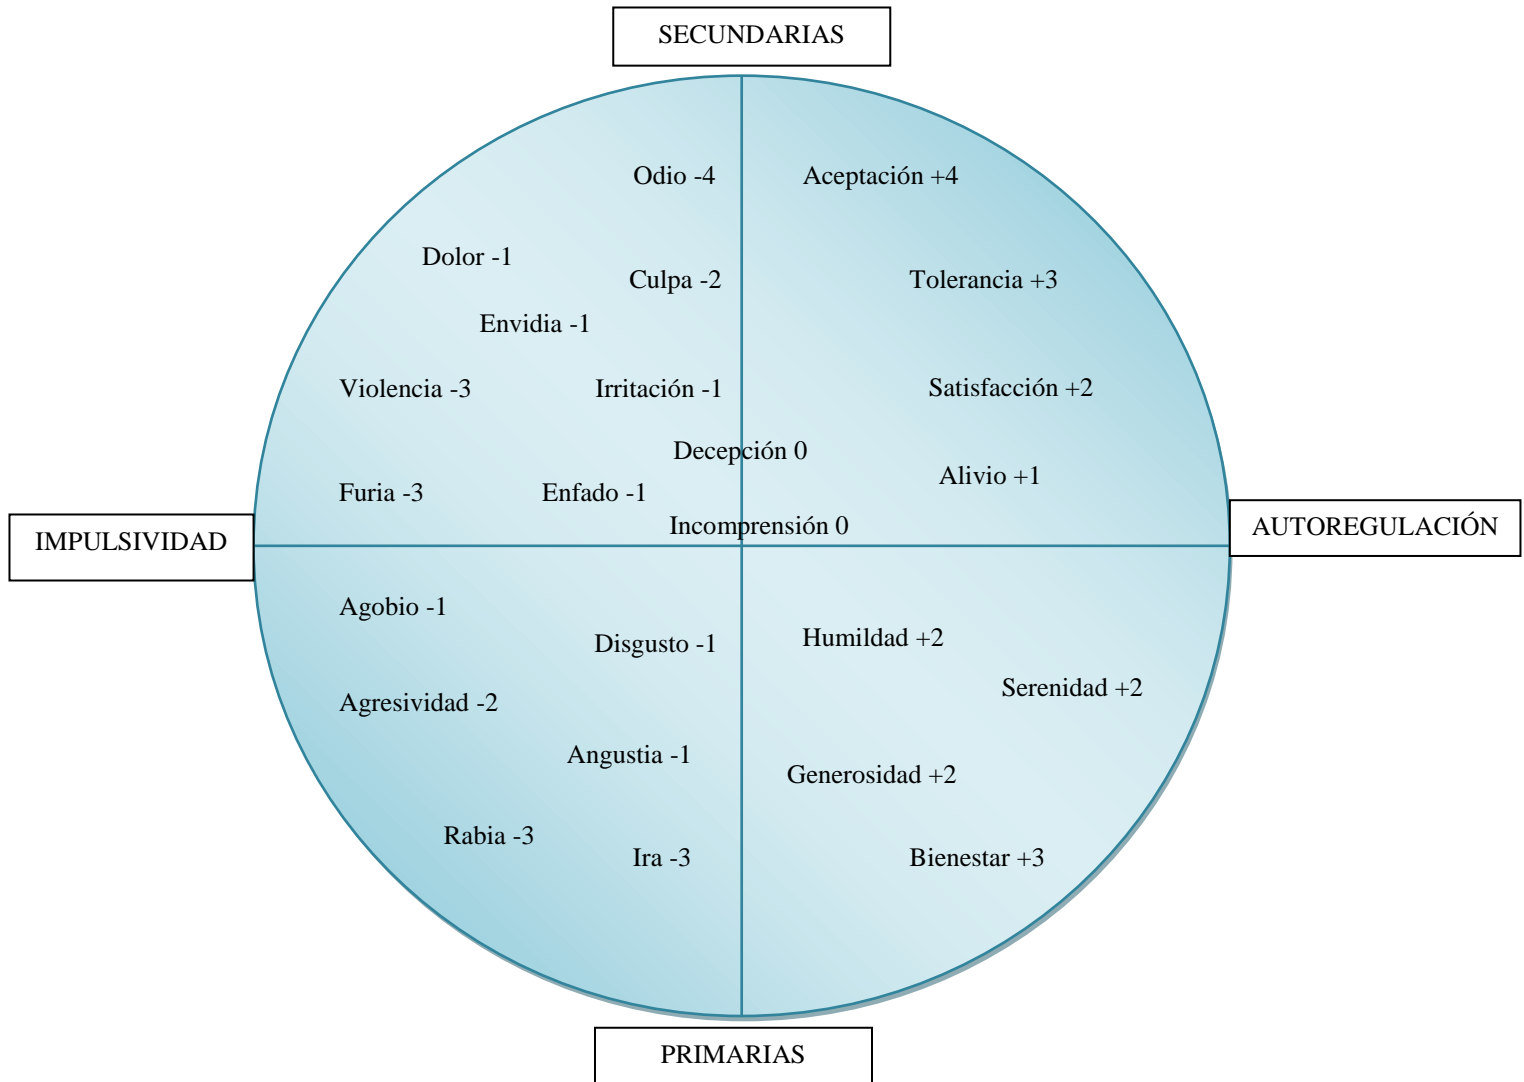 SECUNDARIAS
Odio -4
Aceptación +4
Dolor -1
Culpa -2
Tolerancia +3
Envidia -1
Violencia -3
Irritación -1
Satisfacción +2
Decepción 0
Alivio +1
Furia -3
Enfado -1
Incomprensión 0
IMPULSIVIDAD
AUTOREGULACIÓN
Agobio -1
Disgusto -1
Humildad +2
Serenidad +2
Agresividad -2
Angustia -1
Generosidad +2
Rabia -3
Ira -3
Bienestar +3
PRIMARIAS